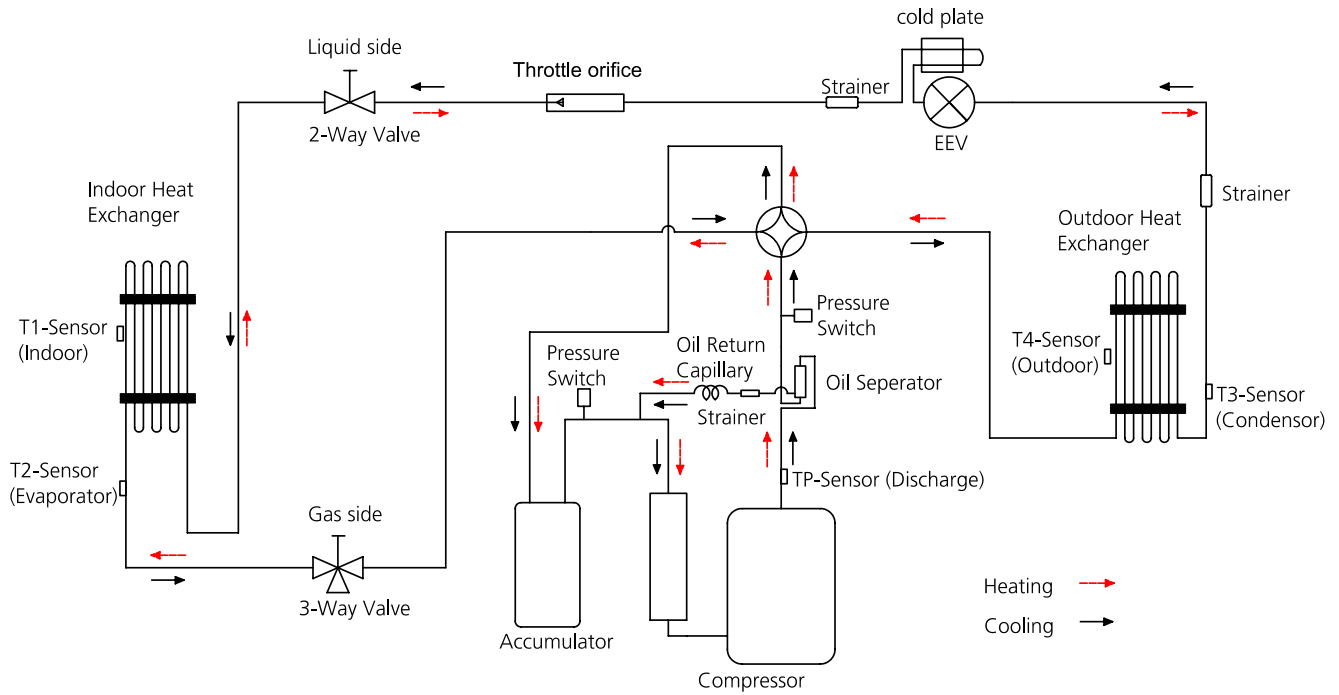 cold plate
Liquid side
Throttle orifice
Strainer
2-Way Valve
EEV
Indoor Heat
Exchanger
Strainer
Outdoor Heat
Exchanger
T1-Sensor
(Indoor)
Pressure
Switch
T4-Sensor
(Outdoor)
Pressure
Switch
Oil Return
Capillary
Oil Seperator
Strainer
T3-Sensor
(Condensor)
T2-Sensor
(Evaporator)
TP-Sensor (Discharge)
Gas side
3-Way Valve
Accumulator
Compressor
Heating
Cooling